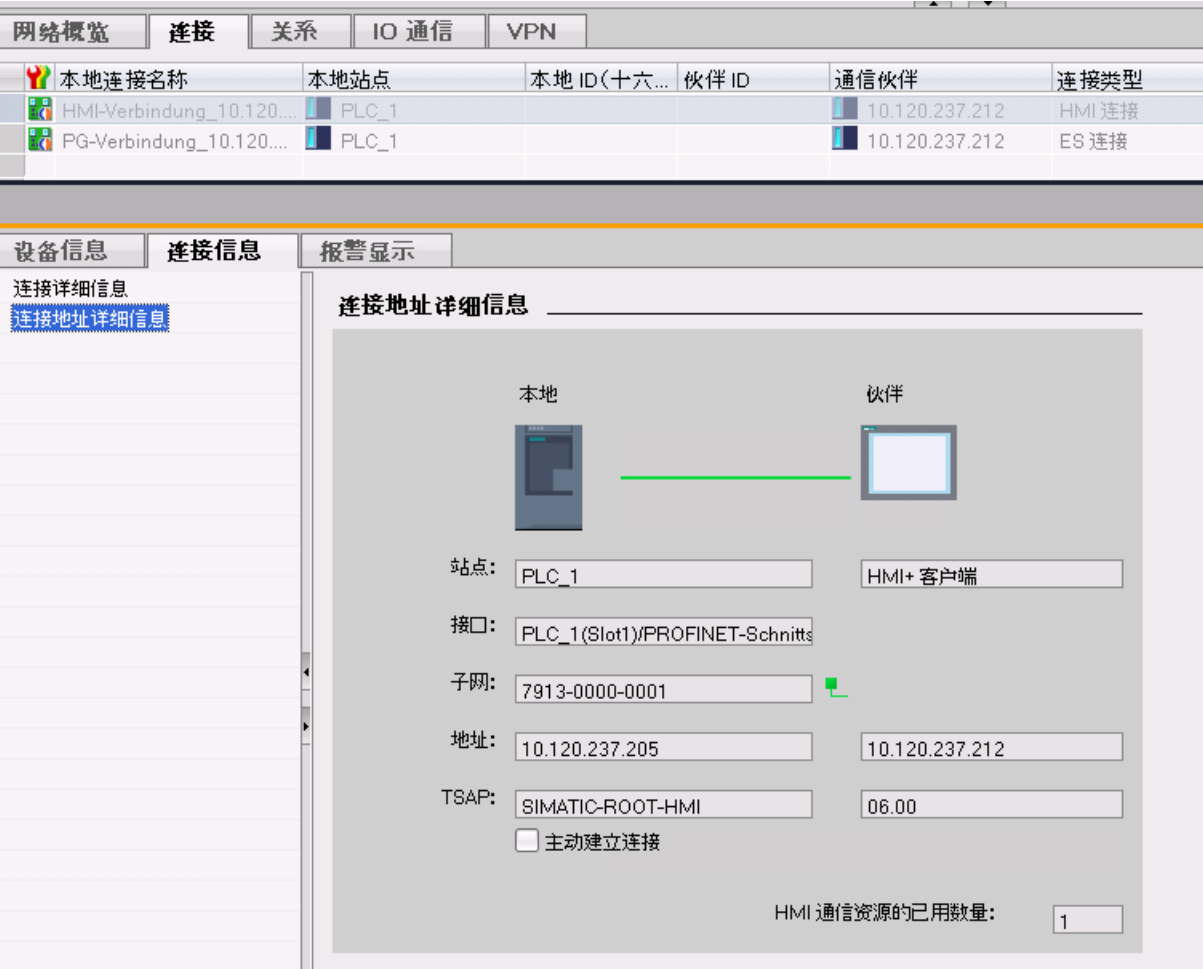 网络概览 连接 关系 IO 通信 VPN
本地连接名称 本地站点 本地 ID(十六... 伙伴 ID 通信伙伴 连接类型
HMI-Verbindung_10.120.... PLC_1 10.120.237.212 HMI 连接
PG-Verbindung_10.120.... PLC_1 10.120.237.212 ES 连接
设备信息 连接信息 报警显示
连接详细信息
连接地址详细信息
连接地址详细信息
本地 伙伴
站点: PLC_1 HMI+ 客户端
接口: PLC_1(Slot1)/PROFINET-Schnitts
子网: 7913-0000-0001
地址: 10.120.237.205 10.120.237.212
TSAP: SIMATIC-ROOT-HMI 06.00
主动建立连接
HMI 通信资源的已用数量: 1